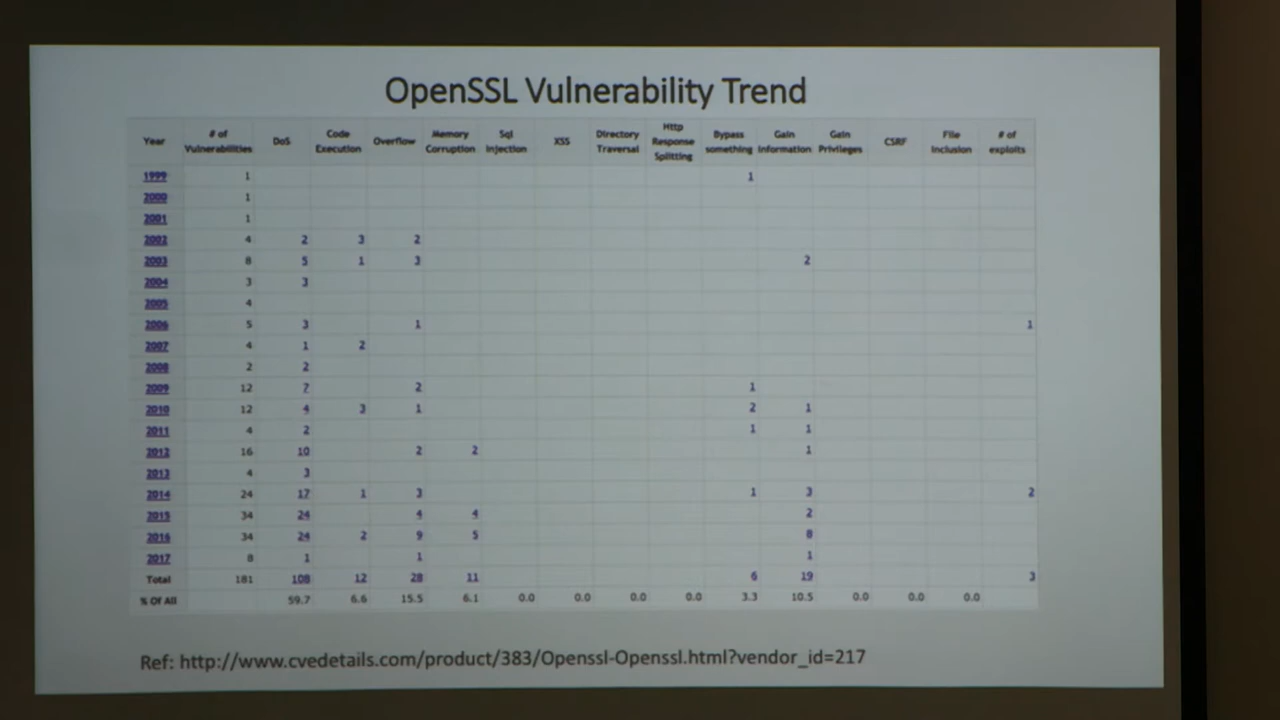 OpenSSL Vulnerability Trend
Year # of Vulnerabilities DoS Code Execution Overflow Memory Corruption Sql Injection XSS Directory Traversal Http Response Splitting Bypass something Gain Information Gain Privileges CSRF File Inclusion # of exploits
1999 1 1
2000 1
2001 1
2002 4 2 3 2
2003 8 5 1 3 2
2004 3 3
2005 4
2006 5 3 1 1
2007 4 1 2
2008 2 2
2009 12 7 2 1
2010 12 4 3 1 2 1
2011 4 2 1 1
2012 16 10 2 2 1
2013 4 3
2014 24 17 1 3 1 3 2
2015 34 24 4 4 2
2016 34 24 2 9 5 8
2017 8 1 1 1
Total 181 108 12 28 11 6 19 3
% Of All 59.7 6.6 15.5 6.1 0.0 0.0 0.0 0.0 3.3 10.5 0.0 0.0 0.0
Ref: http://www.cvedetails.com/product/383/Openssl-Openssl.html?vendor_id=217